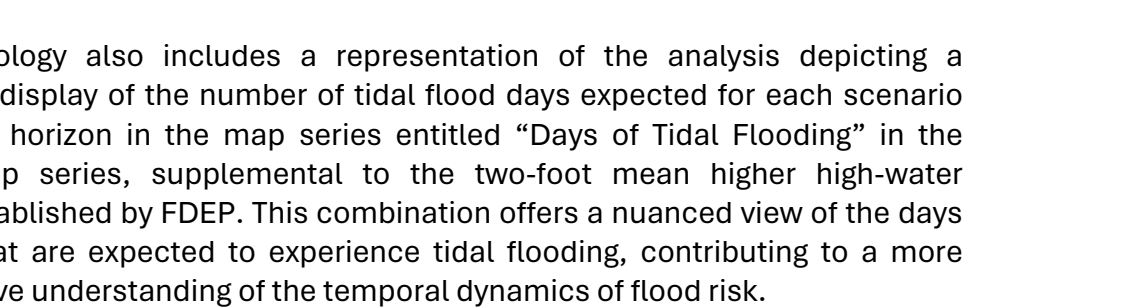 ology also includes a representation of the analysis depicting a
display of the number of tidal flood days expected for each scenario
horizon in the map series entitled “Days of Tidal Flooding” in the
p series, supplemental to the two-foot mean higher high-water
ablished by FDEP. This combination offers a nuanced view of the days
at are expected to experience tidal flooding, contributing to a more
ve understanding of the temporal dynamics of flood risk.